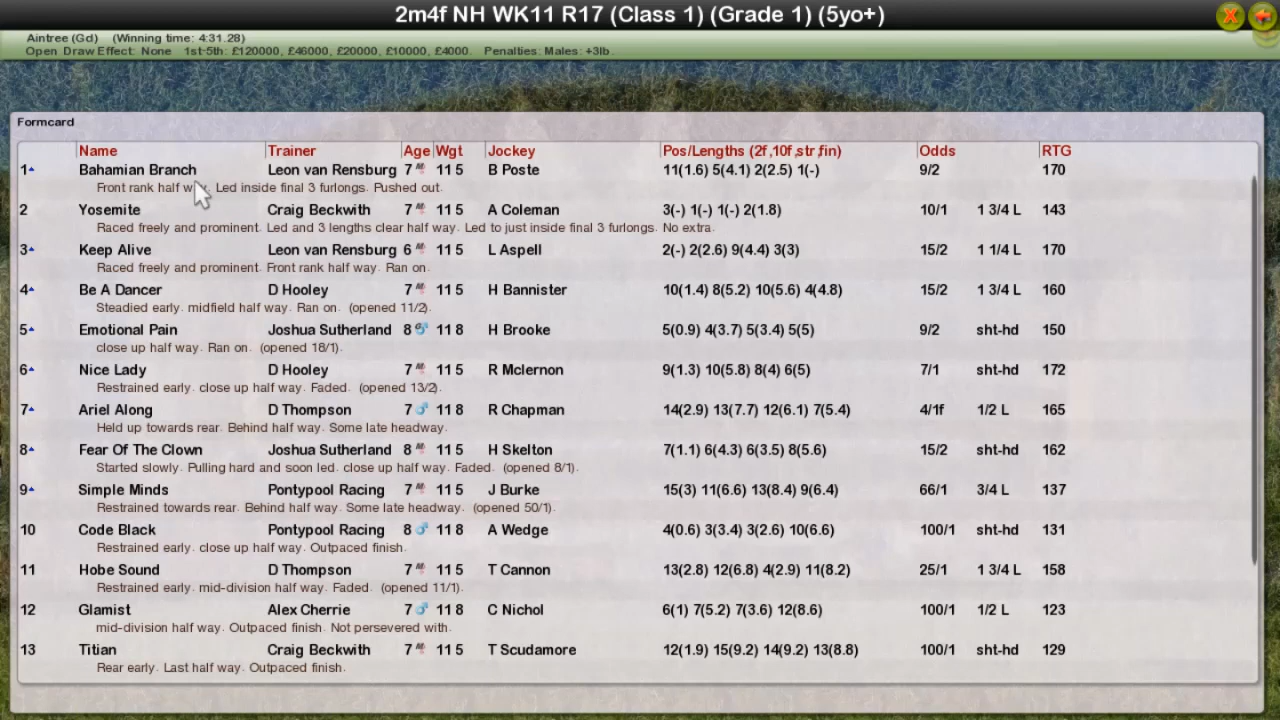 2m4f NH WK11 R17 (Class 1) (Grade 1) (5yo+)
Aintree (Gd) (Winning time: 4:31.28)
Open Draw Effect: None 1st-5th: £120000, £46000, £20000, £10000, £4000. Penalties: Males: +3lb
Formcard
Name Trainer Age Wgt Jockey Pos/Lengths (2f,10f,str,fin) Odds RTG
1 Bahamian Branch Leon van Rensburg 7 11 5 B Poste 11(1.6) 5(4.1) 2(2.5) 1(-) 9/2 170
Front rank half w Led inside final 3 furlongs. Pushed out.
2 Yosemite Craig Beckwith 7 11 5 A Coleman 3(-) 1(-) 1(-) 2(1.8) 10/1 1 3/4 L 143
Raced freely and prominent. Led and 3 lengths clear half way. Led to just inside final 3 furlongs. No extra.
3 Keep Alive Leon van Rensburg 6 11 5 L Aspell 2(-) 2(2.6) 9(4.4) 3(3) 15/2 1 1/4 L 170
Raced freely and prominent. Front rank half way. Ran on.
4 Be A Dancer D Hooley 7 11 5 H Bannister 10(1.4) 8(5.2) 10(5.6) 4(4.8) 15/2 1 3/4 L 160
Steadied early. midfield half way. Ran on. (opened 11/2).
5 Emotional Pain Joshua Sutherland 8 11 8 H Brooke 5(0.9) 4(3.7) 5(3.4) 5(5) 9/2 sht-hd 150
close up half way. Ran on. (opened 18/1).
6 Nice Lady D Hooley 7 11 5 R Mclernon 9(1.3) 10(5.8) 8(4) 6(5) 7/1 sht-hd 172
Restrained early. close up half way. Faded. (opened 13/2).
7 Ariel Along D Thompson 7 11 8 R Chapman 14(2.9) 13(7.7) 12(6.1) 7(5.4) 4/1f 1/2 L 165
Held up towards rear. Behind half way. Some late headway.
8 Fear Of The Clown Joshua Sutherland 8 11 5 H Skelton 7(1.1) 6(4.3) 6(3.5) 8(5.6) 15/2 sht-hd 162
Started slowly. Pulling hard and soon led. close up half way. Faded. (opened 8/1).
9 Simple Minds Pontypool Racing 7 11 5 J Burke 15(3) 11(6.6) 13(8.4) 9(6.4) 66/1 3/4 L 137
Restrained towards rear. Behind half way. Some late headway. (opened 50/1).
10 Code Black Pontypool Racing 8 11 8 A Wedge 4(0.6) 3(3.4) 3(2.6) 10(6.6) 100/1 sht-hd 131
Restrained early. close up half way. Outpaced finish.
11 Hobe Sound D Thompson 7 11 5 T Cannon 13(2.8) 12(6.8) 4(2.9) 11(8.2) 25/1 1 3/4 L 158
Restrained early. mid-division half way. Faded. (opened 11/1).
12 Glamist Alex Cherrie 7 11 8 C Nichol 6(1) 7(5.2) 7(3.6) 12(8.6) 100/1 1/2 L 123
mid-division half way. Outpaced finish. Not persevered with.
13 Titian Craig Beckwith 7 11 5 T Scudamore 12(1.9) 15(9.2) 14(9.2) 13(8.8) 100/1 sht-hd 129
Rear early. Last half way. Outpaced finish.